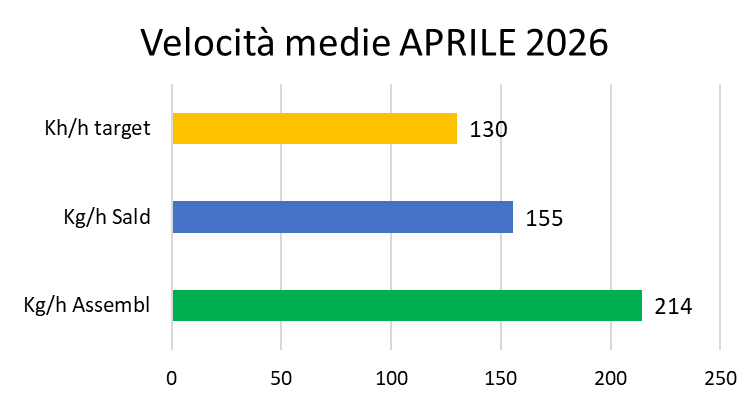 Velocità medie APRILE 2026
Kh/h target
130
Kg/h Sald
155
Kg/h Assembl
214
0
50
100
150
200
250